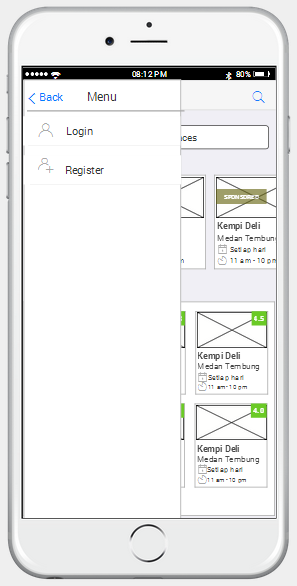 08:12 PM
80%
Back
Menu
Login
Register
nces
SPONSORED
Kempi Deli
Medan Tembung
Setiap hari
11 am - 10 pm
m
4.5
Kempi Deli
Medan Tembung
Setiap hari
11 am - 10 pm
4.0
Kempi Deli
Medan Tembung
Setiap hari
11 am - 10 pm